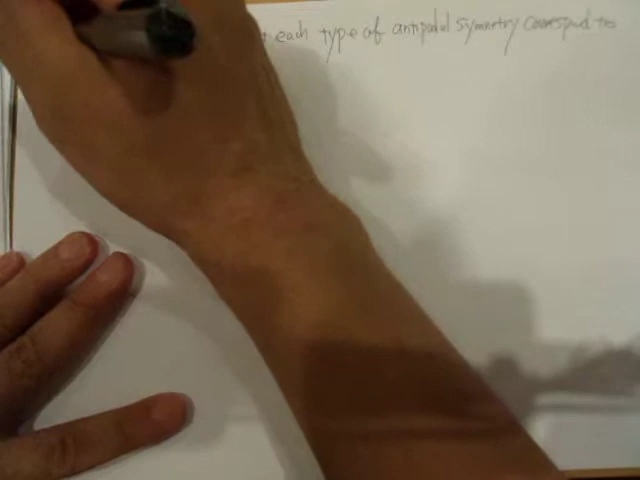 each type of antipodal symmetry correspond to